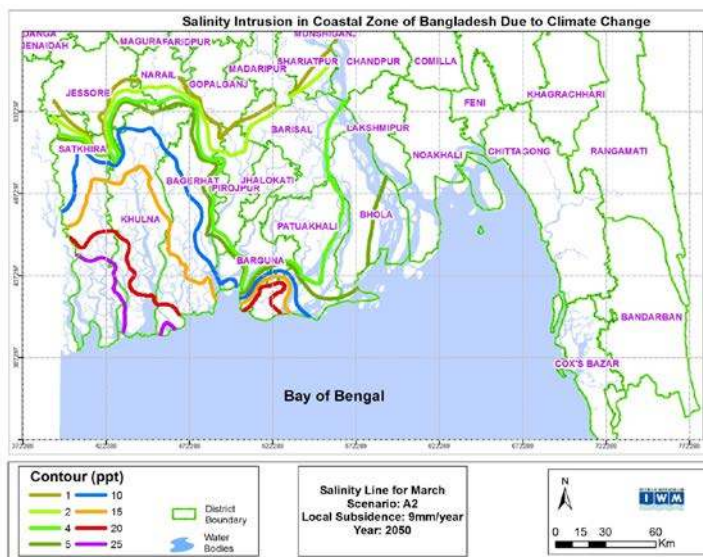 Salinity Intrusion in Coastal Zone of Bangladesh Due to Climate Change
MUNSHIGANJ
MAGURA FARIDPUR
SHARIATPUR
CHANDPUR
COMILLA
MADARIPUR
NARAIL
GOPALGANJ
JESSORE
KHAGRACHHARI
FENI
BARISAL
LAKSHMIPUR
SATKHIRA
NOAKHALI
CHITTAGONG
RANGAMATI
BAGERHAT
JHALOKATI
PIROJPUR
KHULNA
BHOLA
PATUAKHALI
BARGUNA
BANDARBAN
COX'S BAZAR
Bay of Bengal
Contour (ppt)
1
2
4
5
10
15
20
25
District
Boundary
Water
Bodies
Salinity Line for March
Scenario: A2
Local Subsidence: 9mm/year
Year: 2050
N
IWM
0 15 30 60
Km